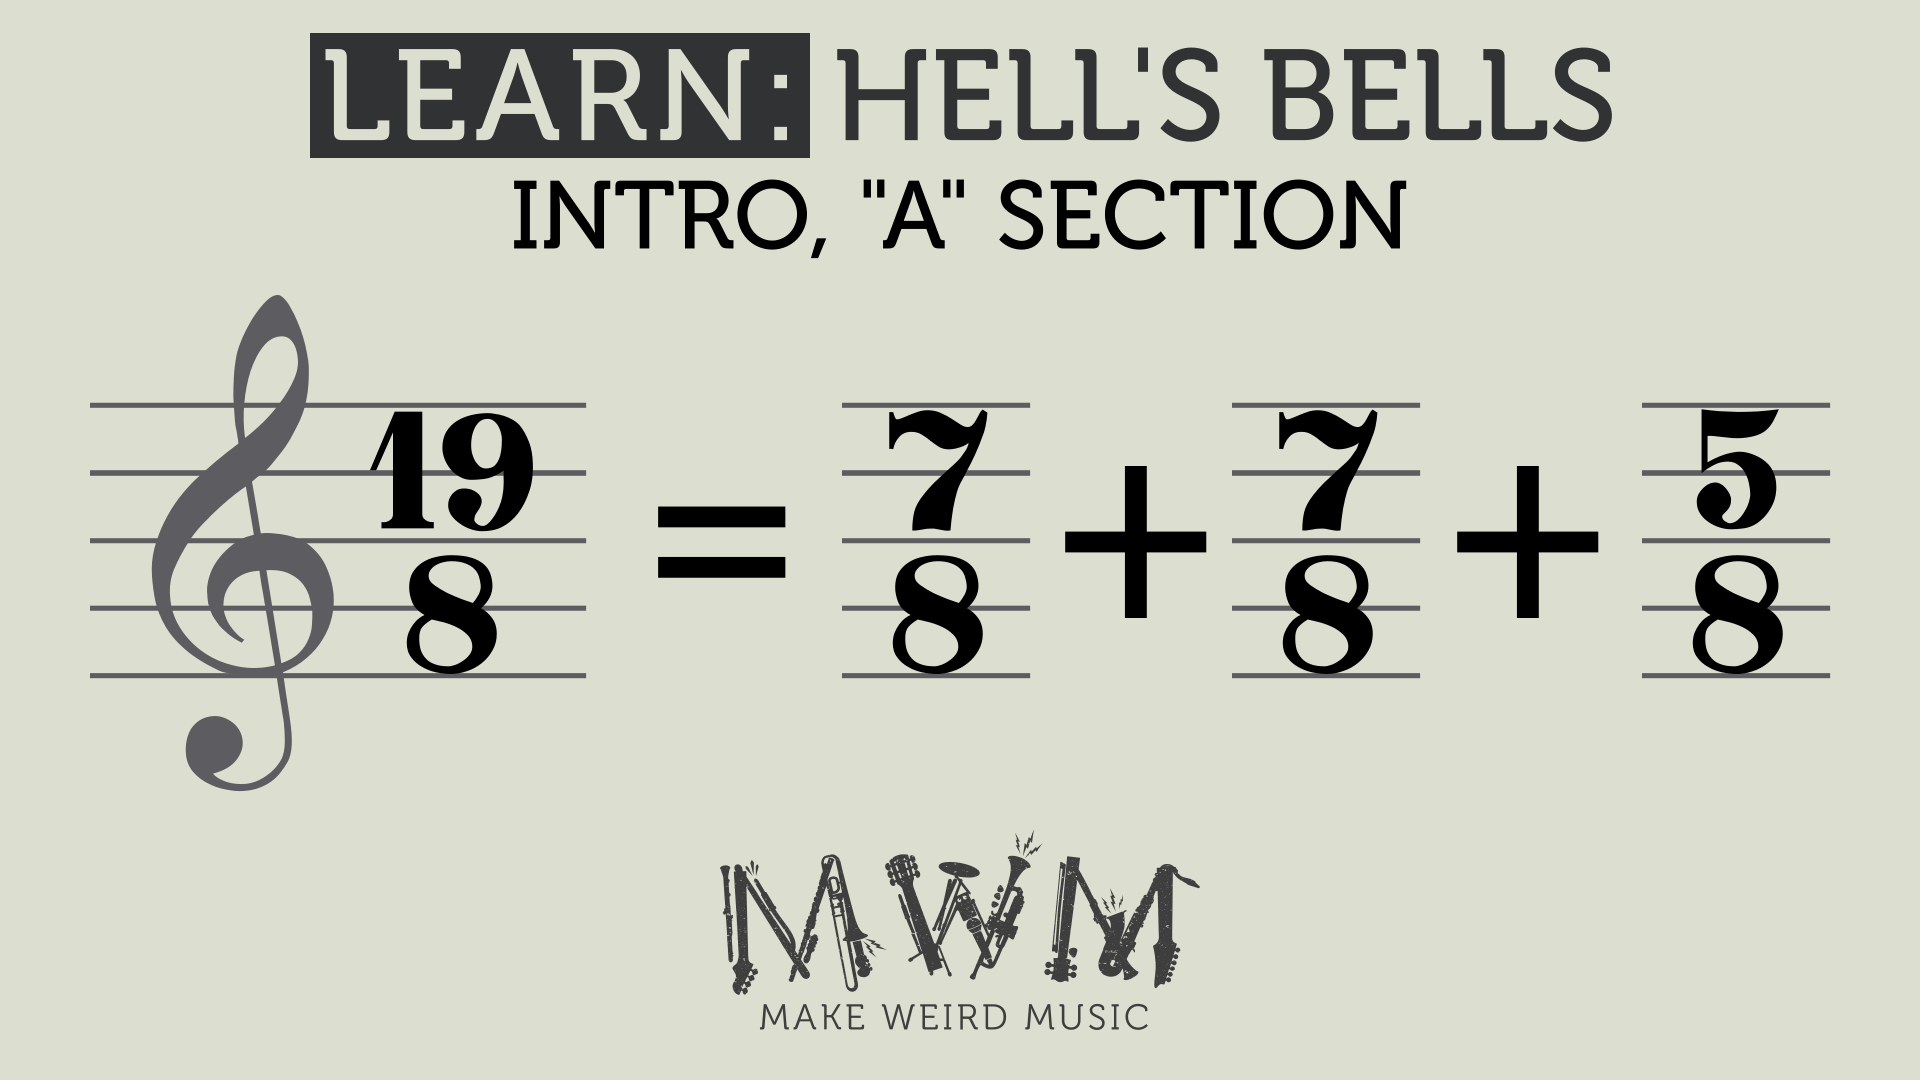 LEARN: HELL'S BELLS
INTRO, "A" SECTION
19/8 = 7/8 + 7/8 + 5/8
MWM
MAKE WEIRD MUSIC